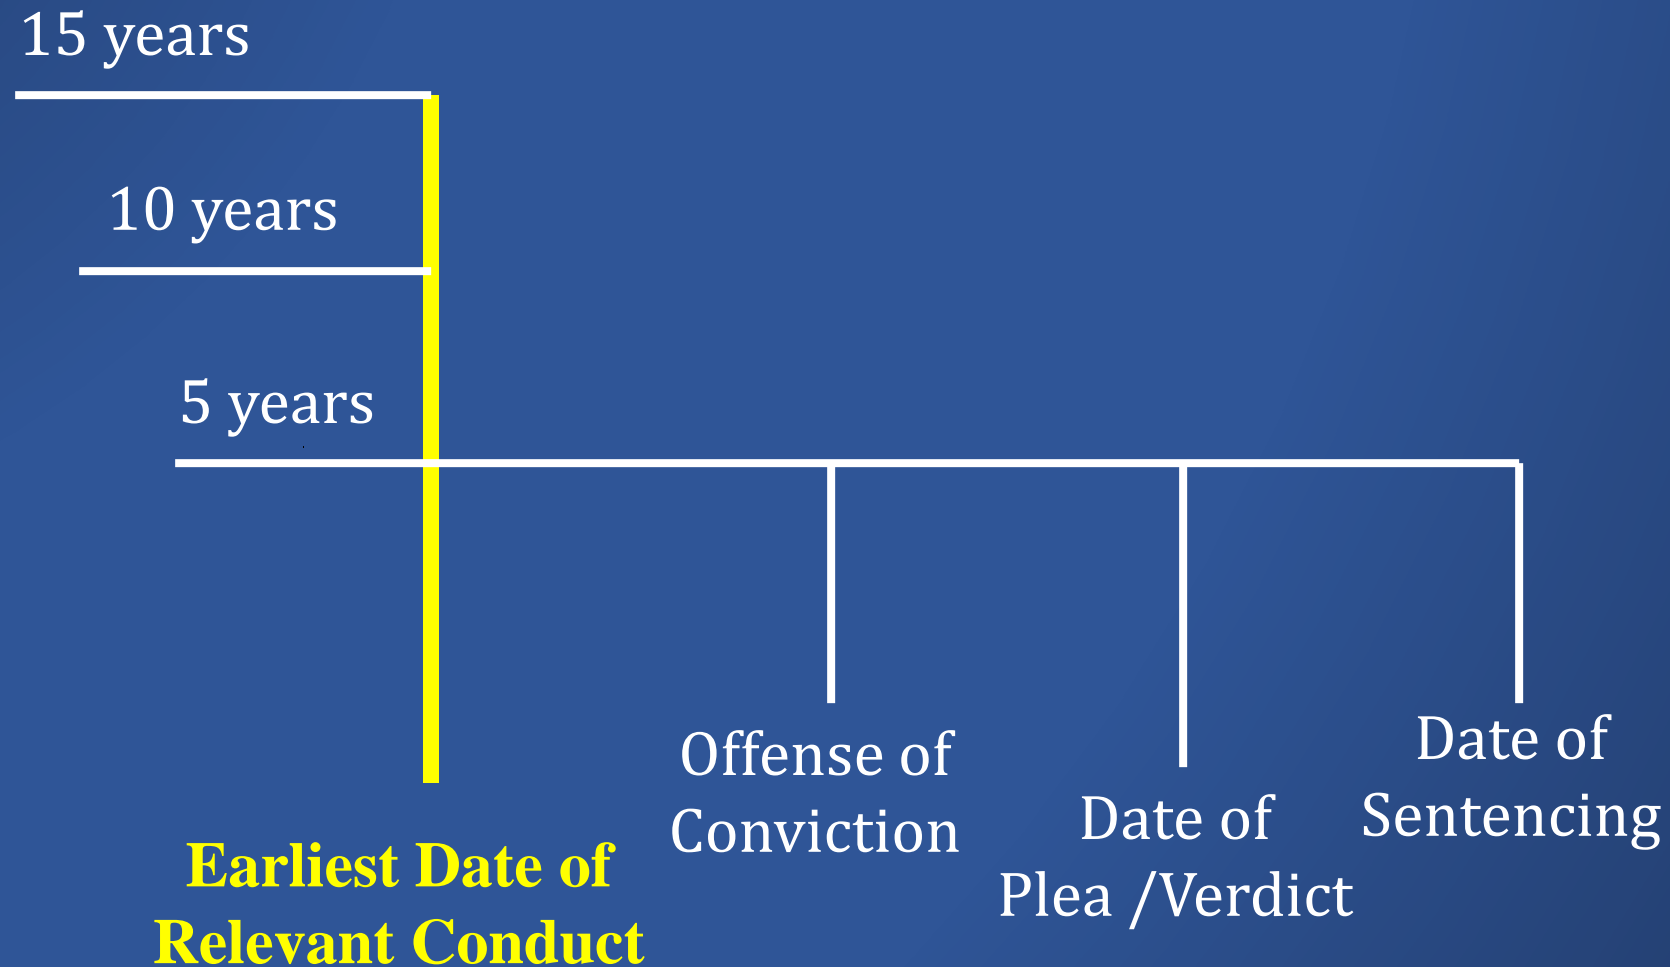 15 years
10 years
5 years
Offense of
Conviction
Date of
Plea /Verdict
Date of
Sentencing
Earliest Date of
Relevant Conduct